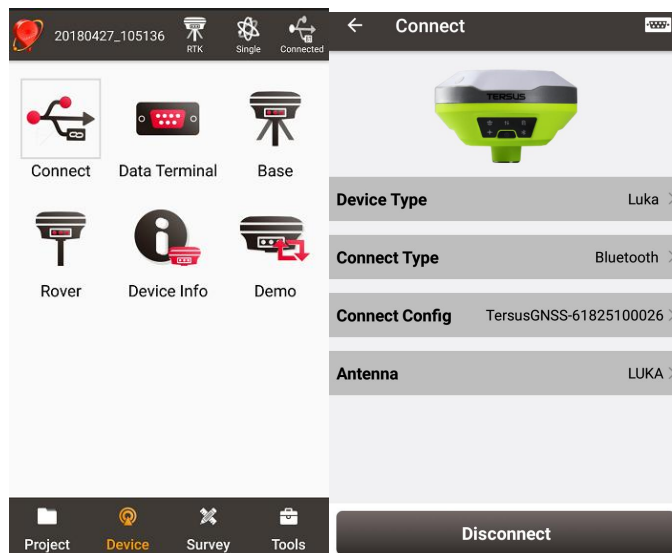 20180427_105136
RTK
Single
Connected
Connect
Data Terminal
Base
Rover
Device Info
Demo
Project
Device
Survey
Tools
Connect
TERSUS
Device Type Luka
Connect Type Bluetooth
Connect Config TersusGNSS-61825100026
Antenna LUKA
Disconnect